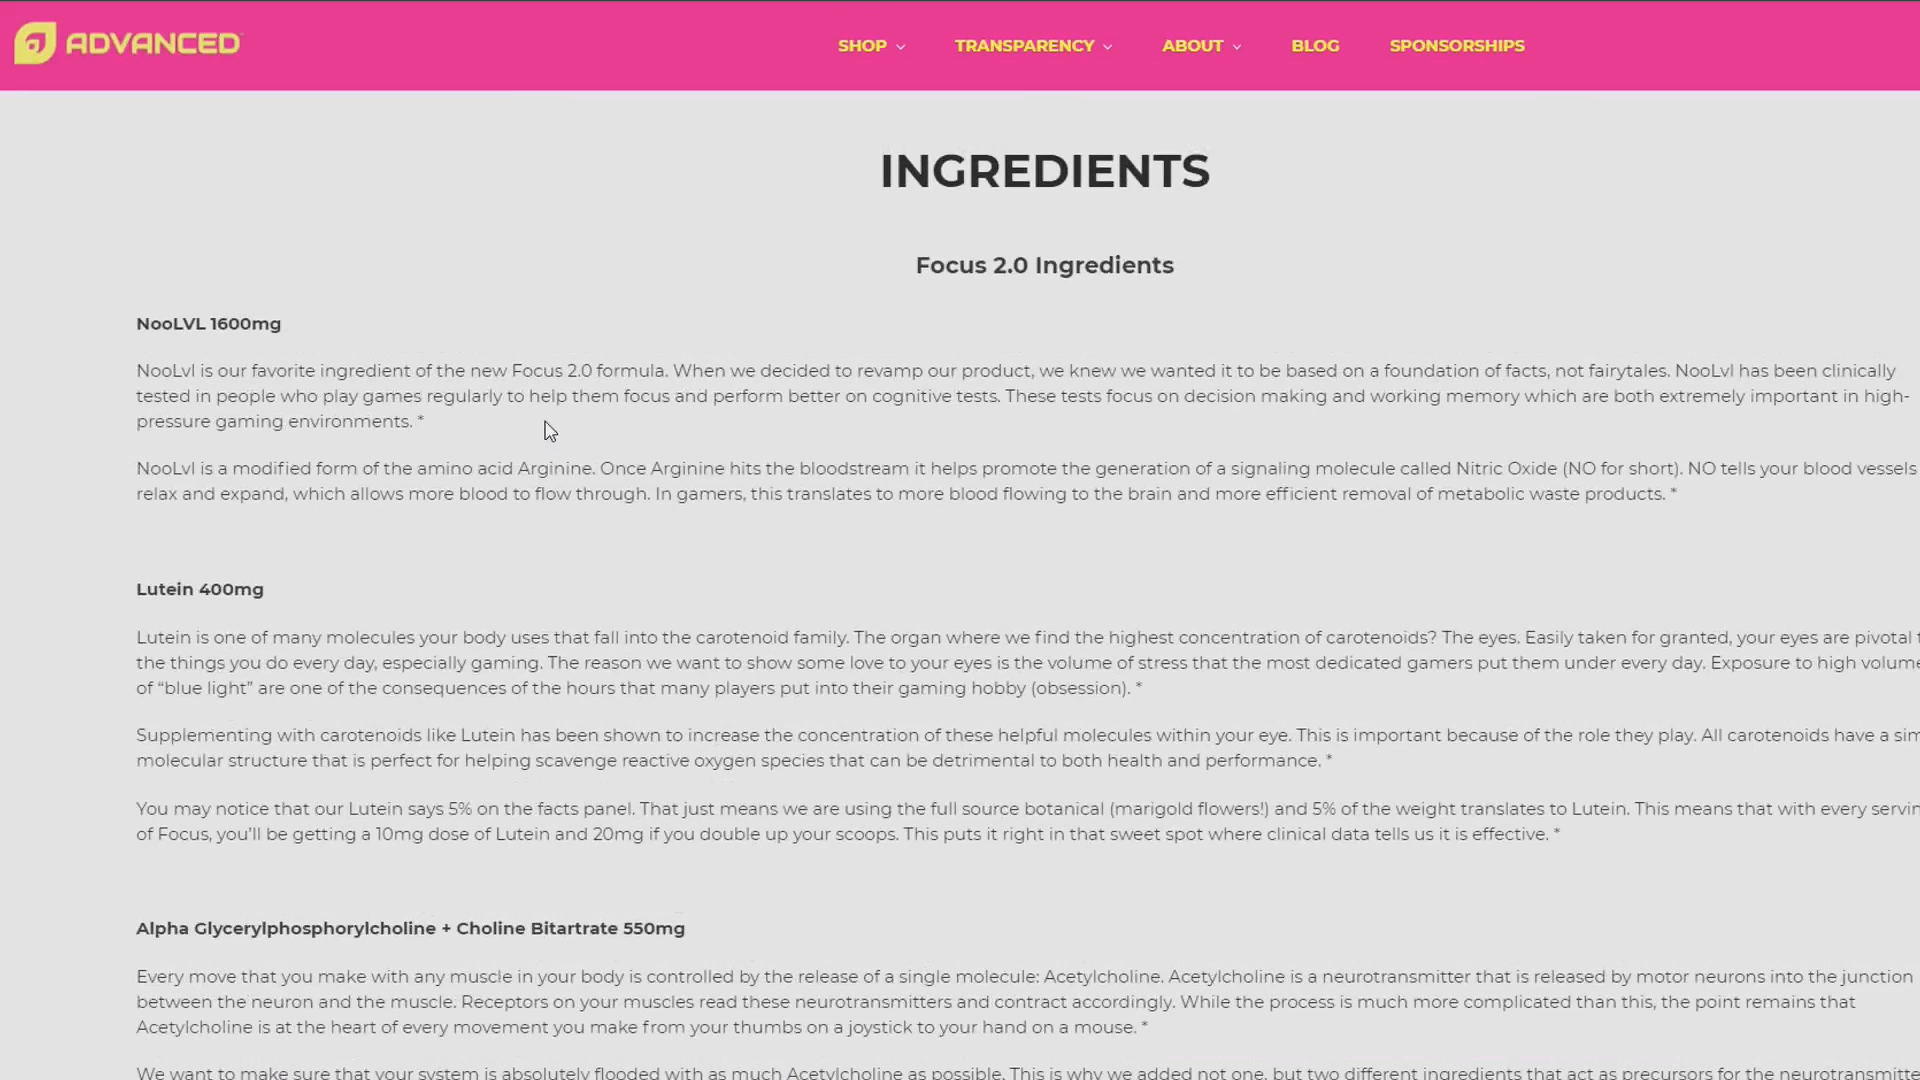 ADVANCED
SHOP TRANSPARENCY ABOUT BLOG SPONSORSHIPS
INGREDIENTS
Focus 2.0 Ingredients
NooLVL 1600mg
NooLvl is our favorite ingredient of the new Focus 2.0 formula. When we decided to revamp our product, we knew we wanted it to be based on a foundation of facts, not fairytales. NooLvl has been clinically
tested in people who play games regularly to help them focus and perform better on cognitive tests. These tests focus on decision making and working memory which are both extremely important in high-
pressure gaming environments. *
NooLvl is a modified form of the amino acid Arginine. Once Arginine hits the bloodstream it helps promote the generation of a signaling molecule called Nitric Oxide (NO for short). NO tells your blood vessels
relax and expand, which allows more blood to flow through. In gamers, this translates to more blood flowing to the brain and more efficient removal of metabolic waste products. *
Lutein 400mg
Lutein is one of many molecules your body uses that fall into the carotenoid family. The organ where we find the highest concentration of carotenoids? The eyes. Easily taken for granted, your eyes are pivotal
the things you do every day, especially gaming. The reason we want to show some love to your eyes is the volume of stress that the most dedicated gamers put them under every day. Exposure to high volume
of “blue light” are one of the consequences of the hours that many players put into their gaming hobby (obsession). *
Supplementing with carotenoids like Lutein has been shown to increase the concentration of these helpful molecules within your eye. This is important because of the role they play. All carotenoids have a
molecular structure that is perfect for helping scavenge reactive oxygen species that can be detrimental to both health and performance. *
You may notice that our Lutein says 5% on the facts panel. That just means we are using the full source botanical (marigold flowers!) and 5% of the weight translates to Lutein. This means that with every
of Focus, you’ll be getting a 10mg dose of Lutein and 20mg if you double up your scoops. This puts it right in that sweet spot where clinical data tells us it is effective. *
Alpha Glycerylphosphorylcholine + Choline Bitartrate 550mg
Every move that you make with any muscle in your body is controlled by the release of a single molecule: Acetylcholine. Acetylcholine is a neurotransmitter that is released by motor neurons into the junction
between the neuron and the muscle. Receptors on your muscles read these neurotransmitters and contract accordingly. While the process is much more complicated than this, the point remains that
Acetylcholine is at the heart of every movement you make from your thumbs on a joystick to your hand on a mouse. *
We want to make sure that your system is absolutely flooded with as much Acetylcholine as possible. This is why we added not one, but two different ingredients that act as precursors for the